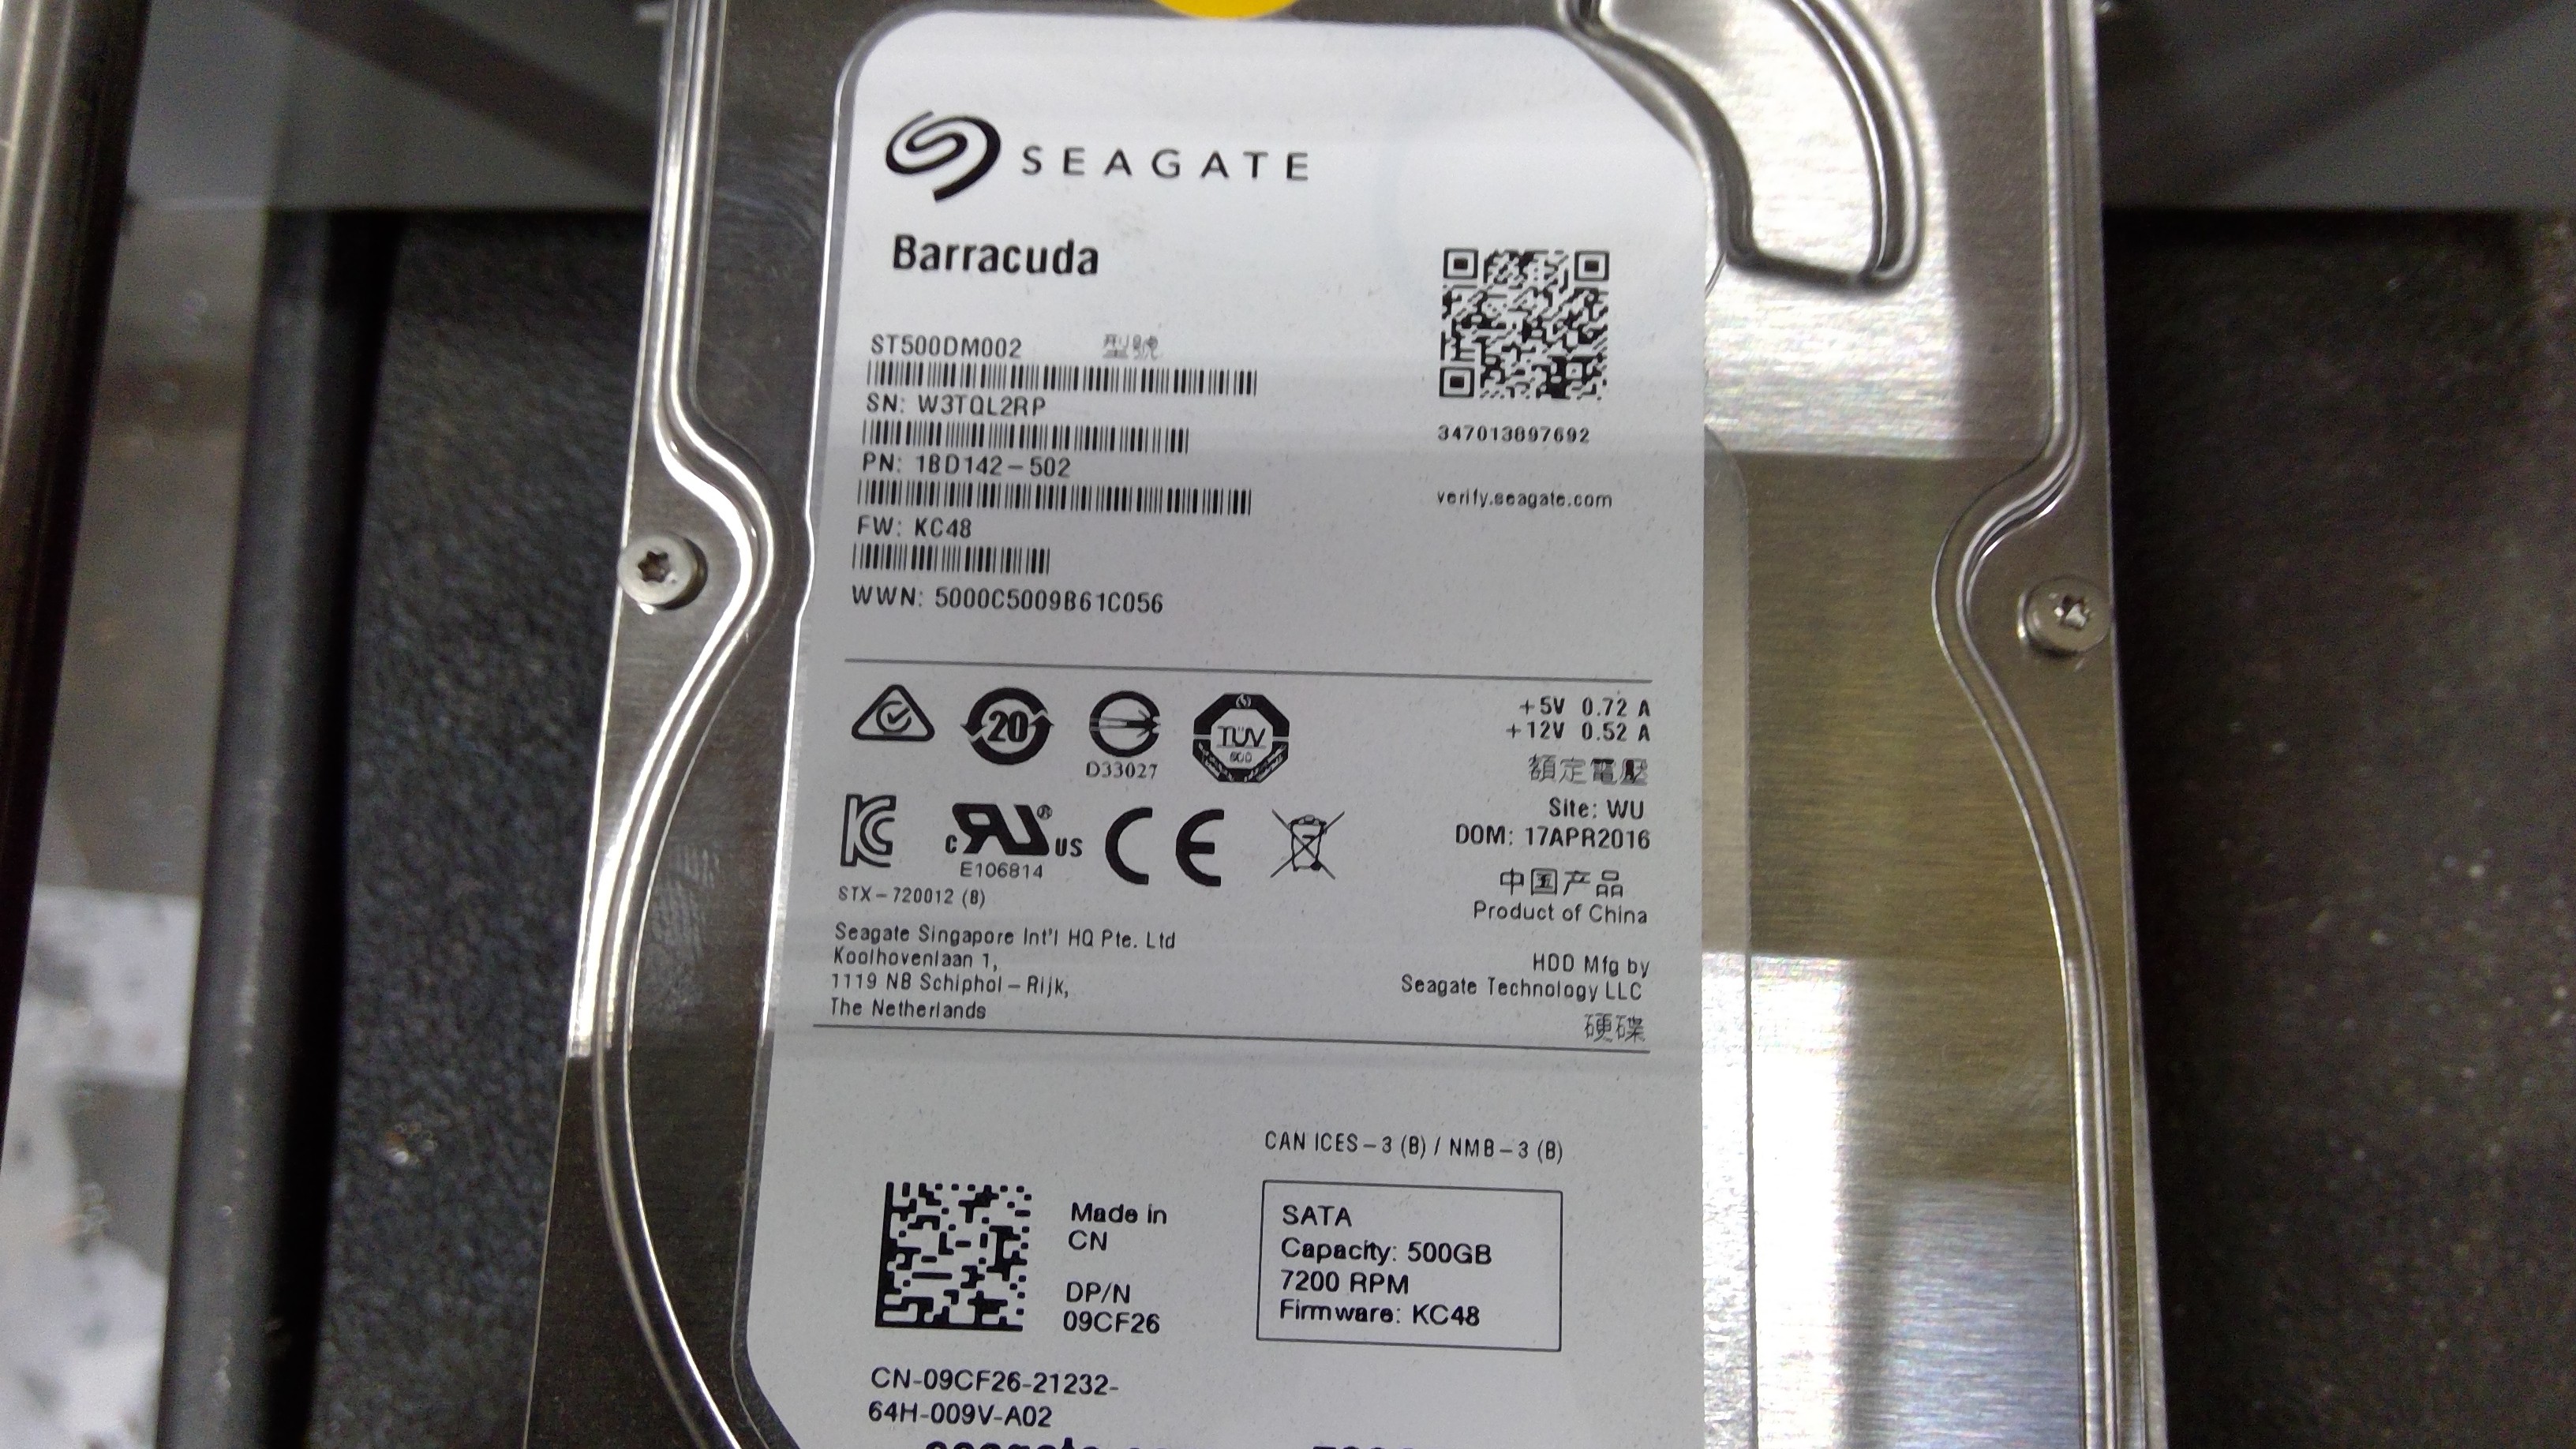 SEAGATE
Barracuda
ST500DM002 型號
SN: W3TQL2RP
PN: 1BD142-502
FW: KC48
WWN: 5000C5009B61C056
347013897692
verify.seagate.com
20
D33027
TÜV
SÜD
+5V 0.72 A
+12V 0.52 A
額定電壓
Site: WU
DOM: 17APR2016
中国产品
Product of China
HDD Mfg by
Seagate Technology LLC
硬碟
c RU ® US
E106814
CE
STX-720012 (B)
Seagate Singapore Int'l HQ Pte. Ltd
Koolhovenlaan 1,
1119 NB Schiphol-Rijk,
The Netherlands
CAN ICES-3 (B) / NMB-3 (B)
Made in
CN
DP/N
09CF26
SATA
Capacity: 500GB
7200 RPM
Firmware: KC48
CN-09CF26-21232-
64H-009V-A02